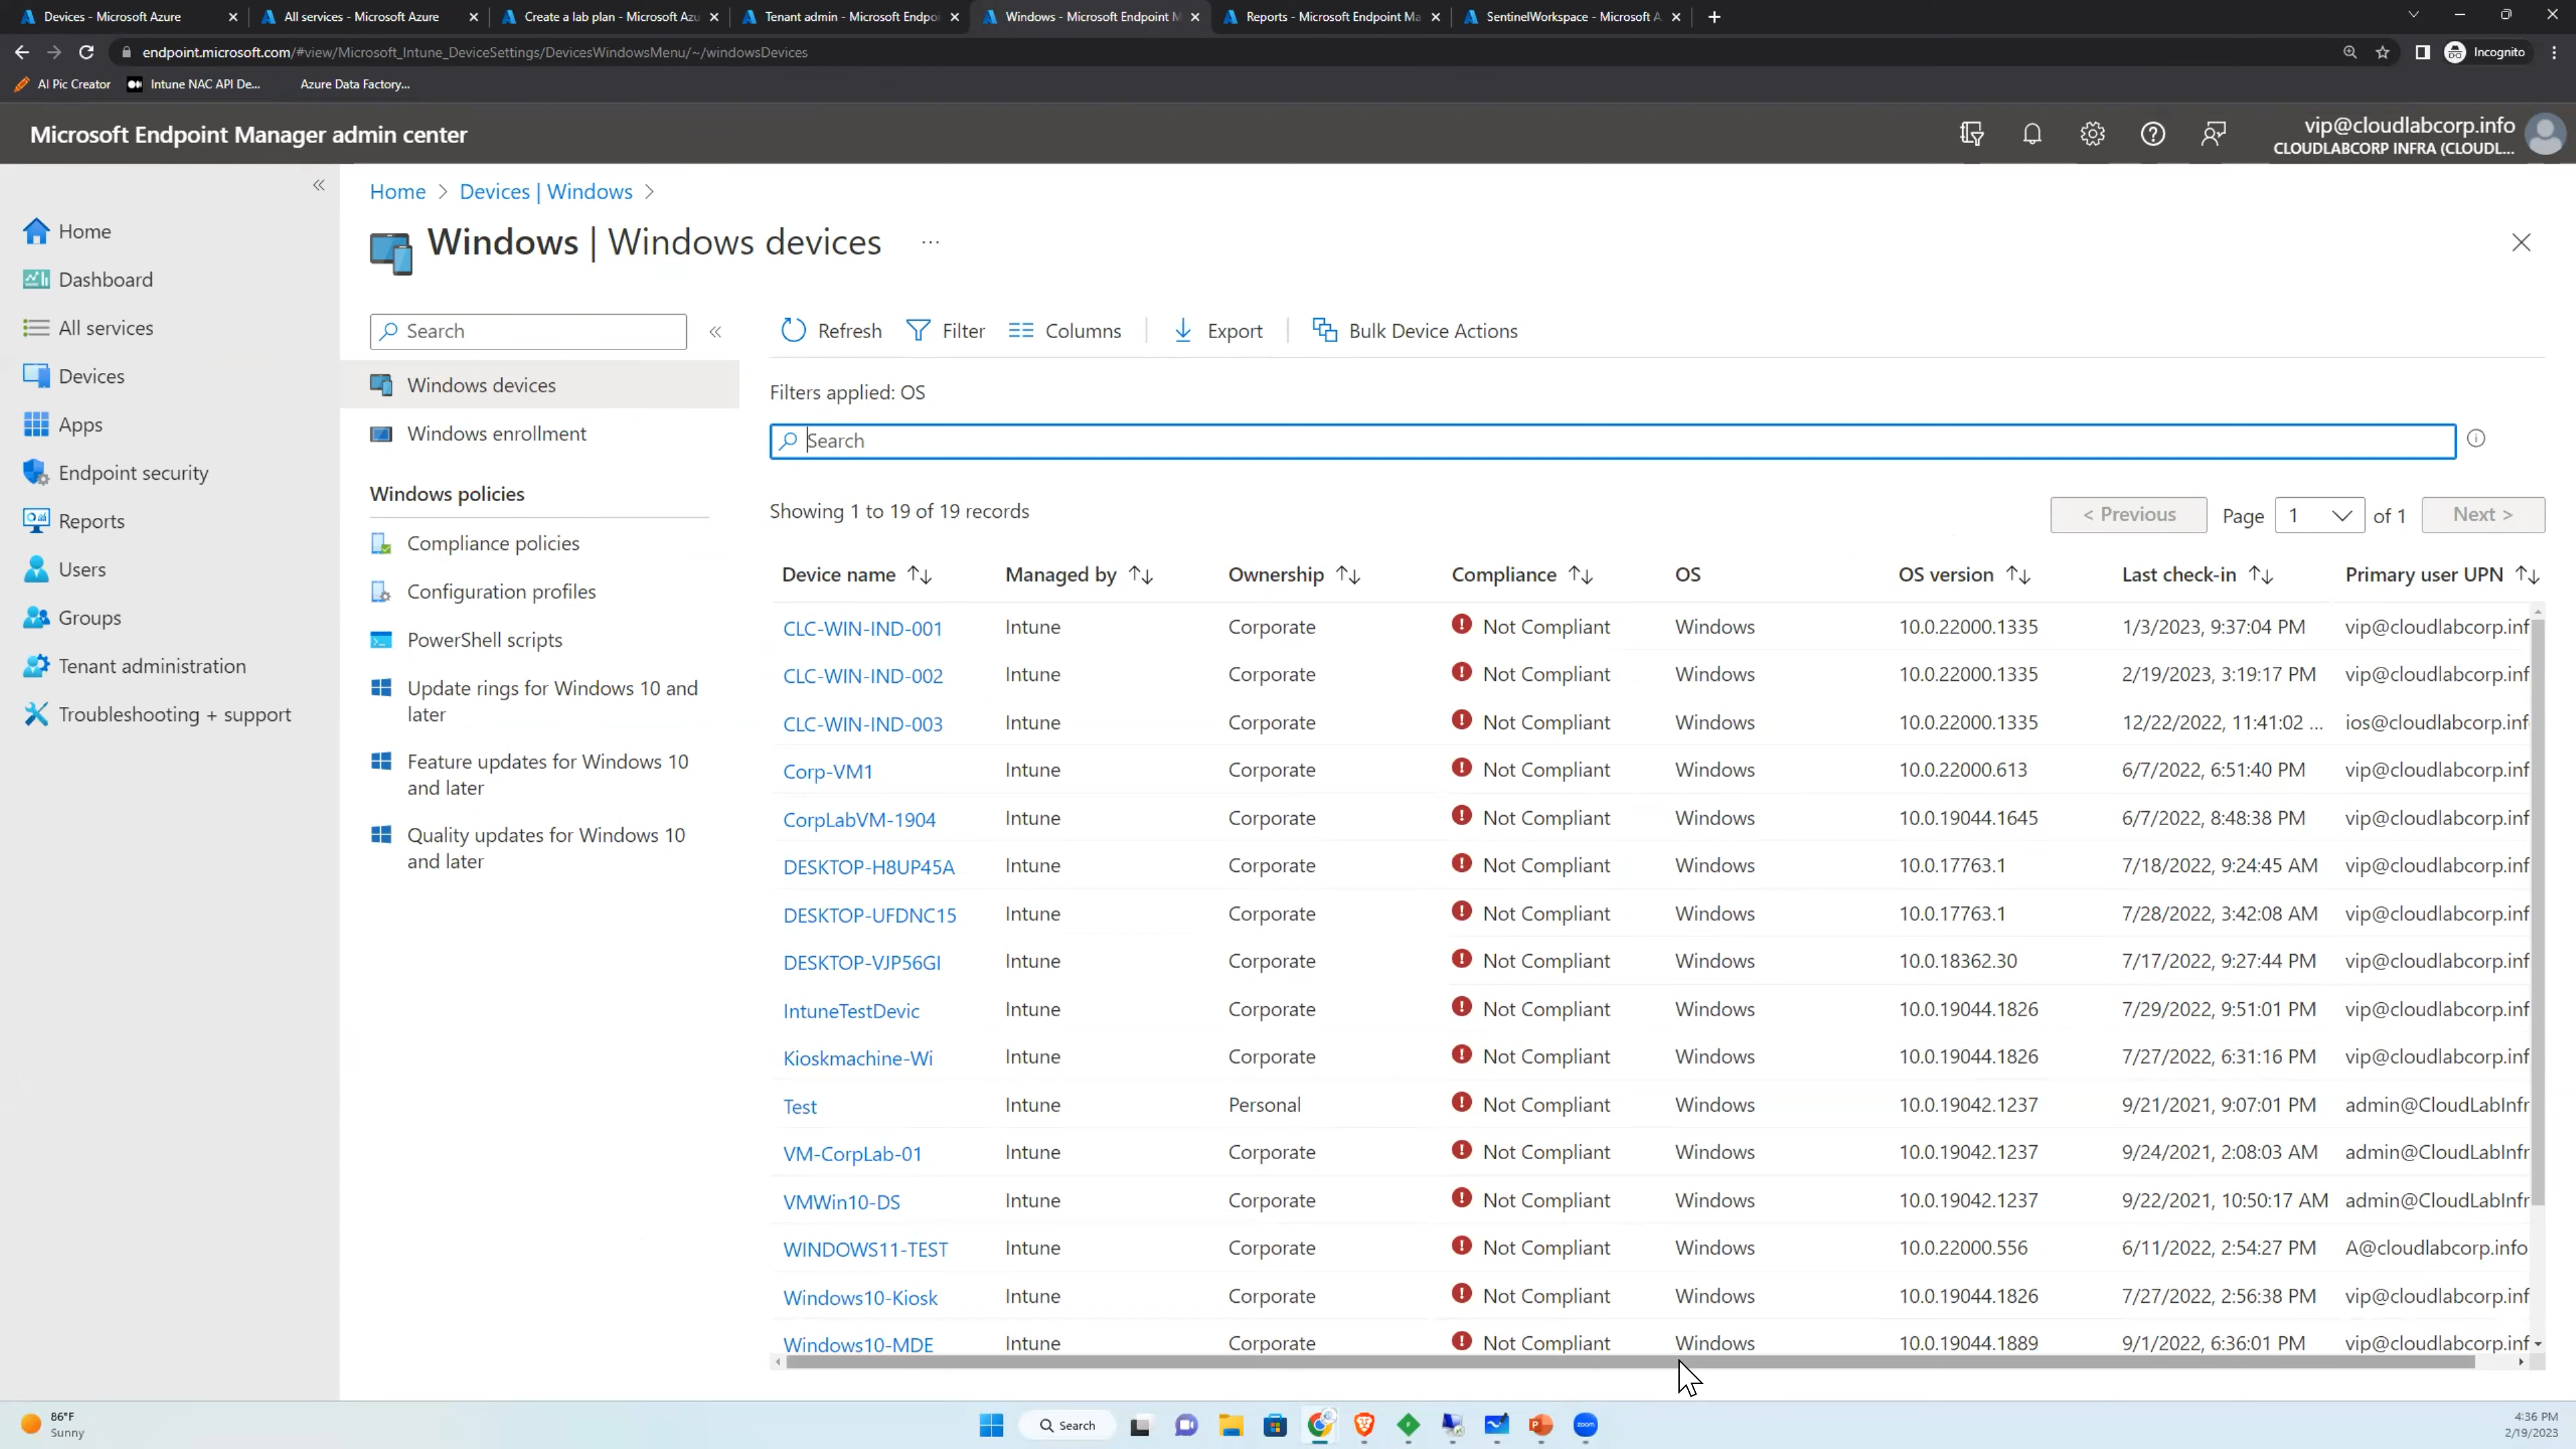 Devices - Microsoft Azure
All services - Microsoft Azure
Create a lab plan - Microsoft Azu
Tenant admin - Microsoft Endpoi
Windows - Microsoft Endpoint M
Reports - Microsoft Endpoint Ma
SentinelWorkspace - Microsoft A
endpoint.microsoft.com/#view/Microsoft_Intune_DeviceSettings/DevicesWindowsMenu/~/windowsDevices
Incognito
AI Pic Creator
Intune NAC API De...
Azure Data Factory...
Microsoft Endpoint Manager admin center
vip@cloudlabcorp.info
CLOUDLABCORP INFRA (CLOUDL...
Home
Dashboard
All services
Devices
Apps
Endpoint security
Reports
Users
Groups
Tenant administration
Troubleshooting + support
Home > Devices | Windows >
Windows | Windows devices ...
Search
Windows devices
Windows enrollment
Windows policies
Compliance policies
Configuration profiles
PowerShell scripts
Update rings for Windows 10 and
later
Feature updates for Windows 10
and later
Quality updates for Windows 10
and later
Refresh Filter Columns Export Bulk Device Actions
Filters applied: OS
Search
Showing 1 to 19 of 19 records
< Previous Page 1 of 1 Next >
Device name Managed by Ownership Compliance OS OS version Last check-in Primary user UPN
CLC-WIN-IND-001 Intune Corporate Not Compliant Windows 10.0.22000.1335 1/3/2023, 9:37:04 PM vip@cloudlabcorp.inf
CLC-WIN-IND-002 Intune Corporate Not Compliant Windows 10.0.22000.1335 2/19/2023, 3:19:17 PM vip@cloudlabcorp.inf
CLC-WIN-IND-003 Intune Corporate Not Compliant Windows 10.0.22000.1335 12/22/2022, 11:41:02 ... ios@cloudlabcorp.inf
Corp-VM1 Intune Corporate Not Compliant Windows 10.0.22000.613 6/7/2022, 6:51:40 PM vip@cloudlabcorp.inf
CorpLabVM-1904 Intune Corporate Not Compliant Windows 10.0.19044.1645 6/7/2022, 8:48:38 PM vip@cloudlabcorp.inf
DESKTOP-H8UP45A Intune Corporate Not Compliant Windows 10.0.17763.1 7/18/2022, 9:24:45 AM vip@cloudlabcorp.inf
DESKTOP-UFDNC15 Intune Corporate Not Compliant Windows 10.0.17763.1 7/28/2022, 3:42:08 AM vip@cloudlabcorp.inf
DESKTOP-VJP56GI Intune Corporate Not Compliant Windows 10.0.18362.30 7/17/2022, 9:27:44 PM vip@cloudlabcorp.inf
IntuneTestDevic Intune Corporate Not Compliant Windows 10.0.19044.1826 7/29/2022, 9:51:01 PM vip@cloudlabcorp.inf
Kioskmachine-Wi Intune Corporate Not Compliant Windows 10.0.19044.1826 7/27/2022, 6:31:16 PM vip@cloudlabcorp.inf
Test Intune Personal Not Compliant Windows 10.0.19042.1237 9/21/2021, 9:07:01 PM admin@CloudLabInfr
VM-CorpLab-01 Intune Corporate Not Compliant Windows 10.0.19042.1237 9/24/2021, 2:08:03 AM admin@CloudLabInfr
VMWin10-DS Intune Corporate Not Compliant Windows 10.0.19042.1237 9/22/2021, 10:50:17 AM admin@CloudLabInfr
WINDOWS11-TEST Intune Corporate Not Compliant Windows 10.0.22000.556 6/11/2022, 2:54:27 PM A@cloudlabcorp.info
Windows10-Kiosk Intune Corporate Not Compliant Windows 10.0.19044.1826 7/27/2022, 2:56:38 PM vip@cloudlabcorp.inf
Windows10-MDE Intune Corporate Not Compliant Windows 10.0.19044.1889 9/1/2022, 6:36:01 PM vip@cloudlabcorp.inf
86°F
Sunny
Search
zoom
4:36 PM
2/19/2023